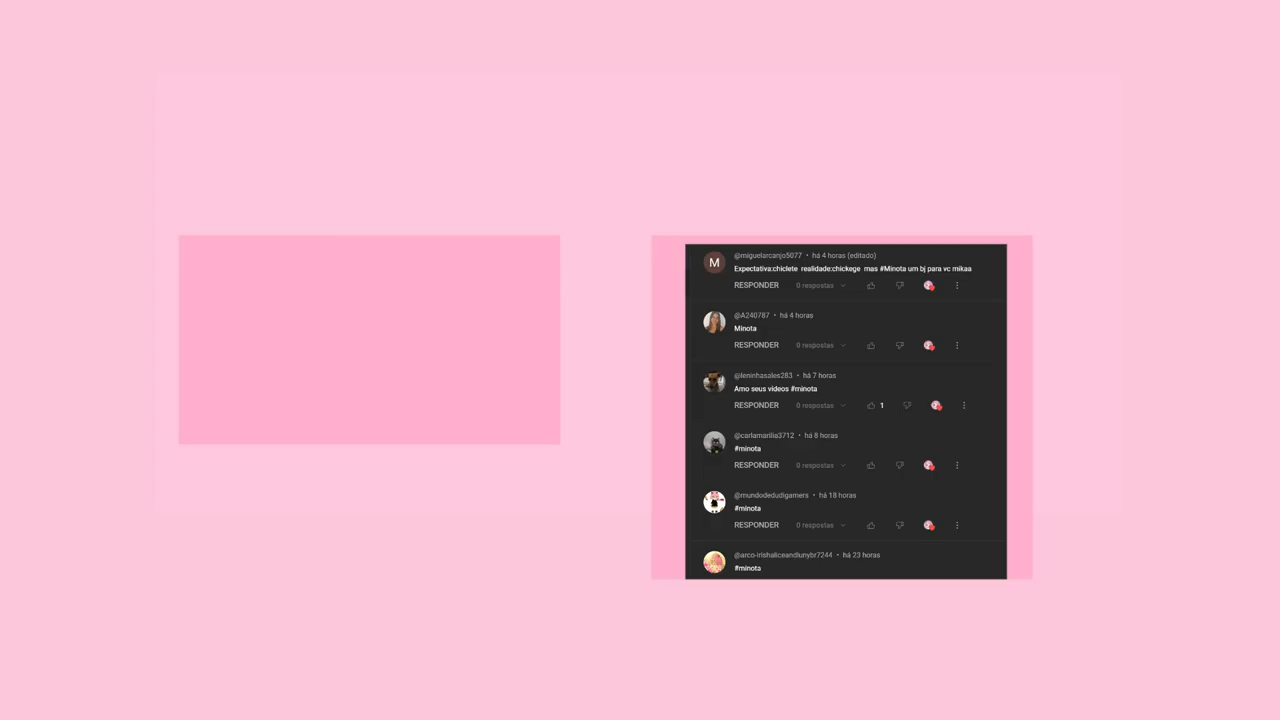 M
@miguelarcanjo5077 • há 4 horas (editado)
Expectativa:chiclete realidade:chickege mas #Minota um bj para vc mikaa
RESPONDER 0 respostas
@A240787 • há 4 horas
Minota
RESPONDER 0 respostas
@leninhasales283 • há 7 horas
Amo seus vídeos #minota
RESPONDER 0 respostas 1
@carlamarilia3712 • há 8 horas
#minota
RESPONDER 0 respostas
@mundodedudigamers • há 18 horas
#minota
RESPONDER 0 respostas
@arco-irishaliceandlunybr7244 • há 23 horas
#minota